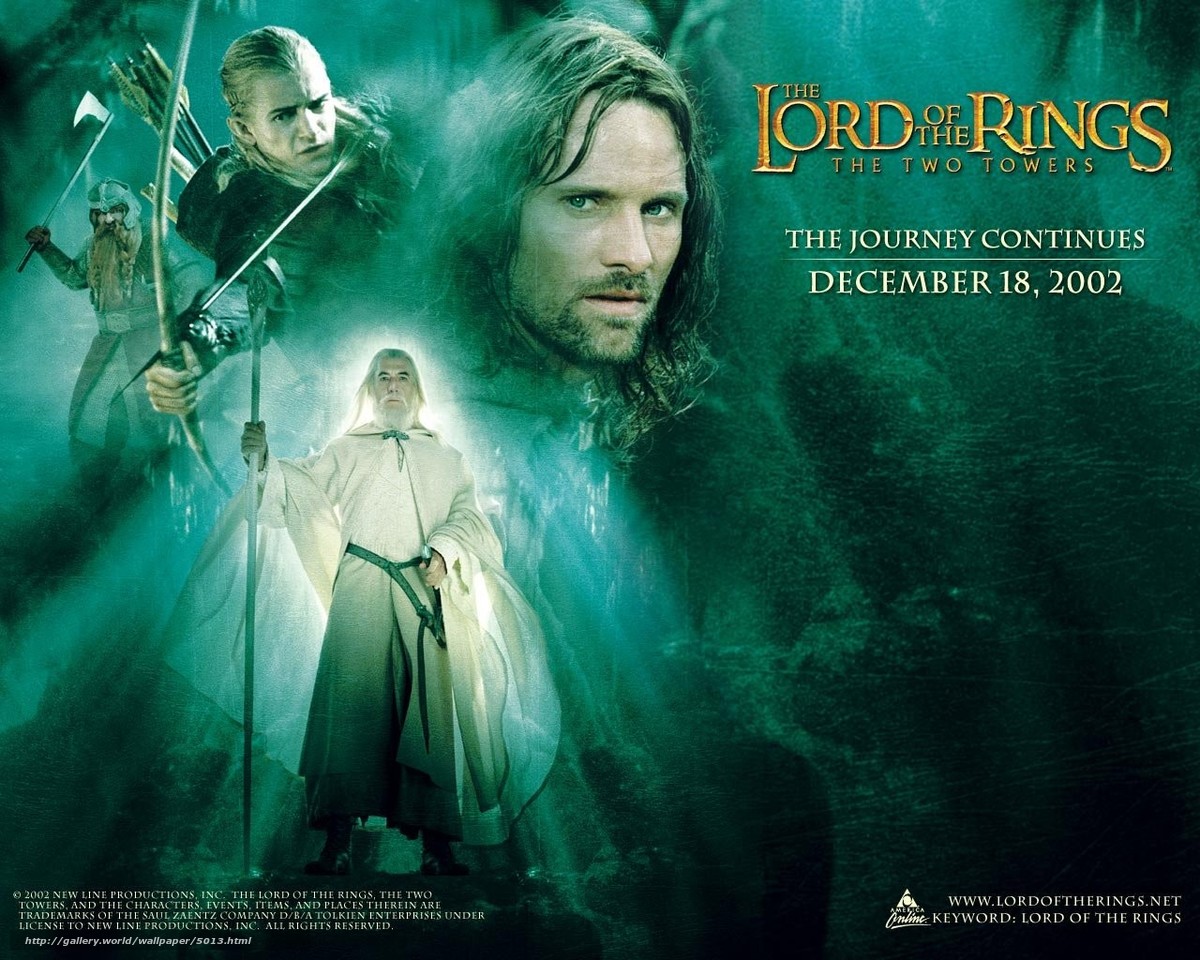 THE
LORD OF THE RINGS
THE TWO TOWERS™
THE JOURNEY CONTINUES
DECEMBER 18, 2002
© 2002 NEW LINE PRODUCTIONS, INC. THE LORD OF THE RINGS, THE TWO
TOWERS, AND THE CHARACTERS, EVENTS, ITEMS, AND PLACES THEREIN ARE
TRADEMARKS OF THE SAUL ZAENTZ COMPANY D/B/A TOLKIEN ENTERPRISES UNDER
LICENSE TO NEW LINE PRODUCTIONS, INC. ALL RIGHTS RESERVED.
http://gallery.world/wallpaper/5013.html
AMERICA
Online
WWW.LORDOFTHERINGS.NET
KEYWORD: LORD OF THE RINGS